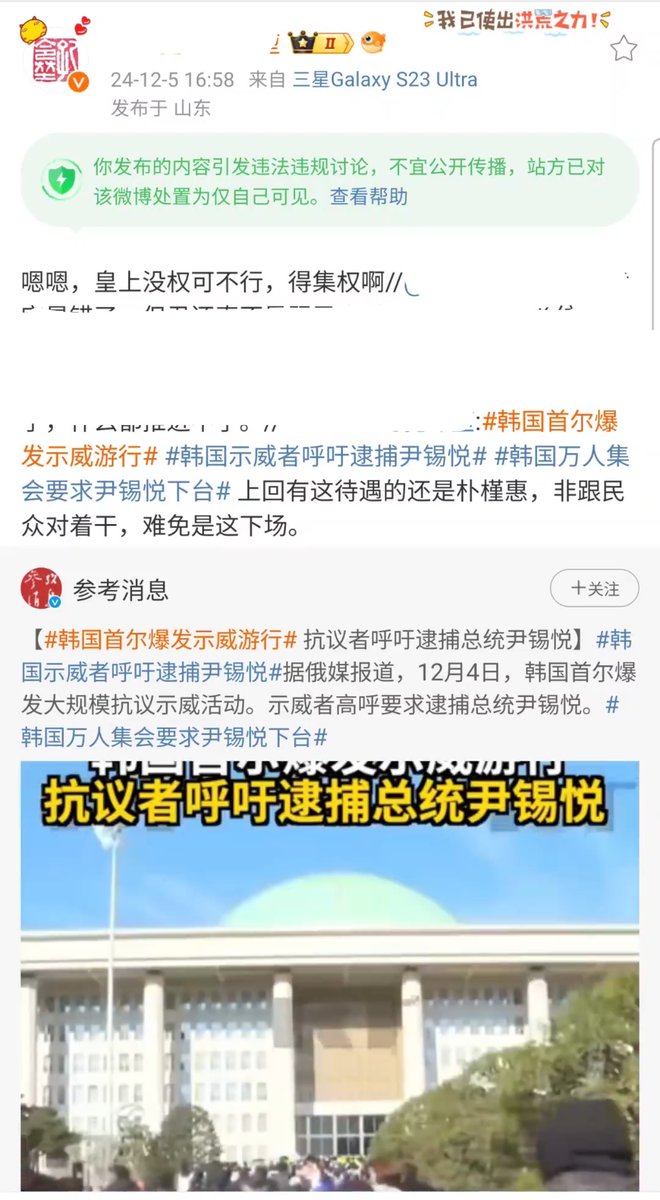 我已使出洪荒之力!
II
24-12-5 16:58 来自 三星Galaxy S23 Ultra
发布于 山东
你发布的内容引发违法违规讨论，不宜公开传播，站方已对
该微博处置为仅自己可见。查看帮助
嗯嗯，皇上没权可不行，得集权啊//
:#韩国首尔爆
发示威游行# #韩国示威者呼吁逮捕尹锡悦# #韩国万人集
会要求尹锡悦下台# 上回有这待遇的还是朴槿惠，非跟民
众对着干，难免是这下场。
参考消息
+关注
【#韩国首尔爆发示威游行# 抗议者呼吁逮捕总统尹锡悦】#韩
国示威者呼吁逮捕尹锡悦#据俄媒报道，12月4日，韩国首尔爆
发大规模抗议示威活动。示威者高呼要求逮捕总统尹锡悦。#
韩国万人集会要求尹锡悦下台#
韩国首尔爆发示威游行
抗议者呼吁逮捕总统尹锡悦